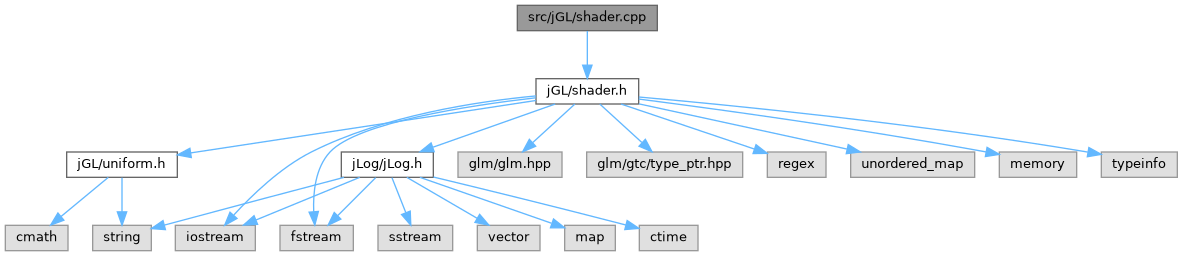 src/jGL/shader.cpp
jGL/shader.h
jGL/uniform.h
jLog/jLog.h
glm/glm.hpp
glm/gtc/type_ptr.hpp
regex
unordered_map
memory
typeinfo
cmath
string
iostream
fstream
sstream
vector
map
ctime